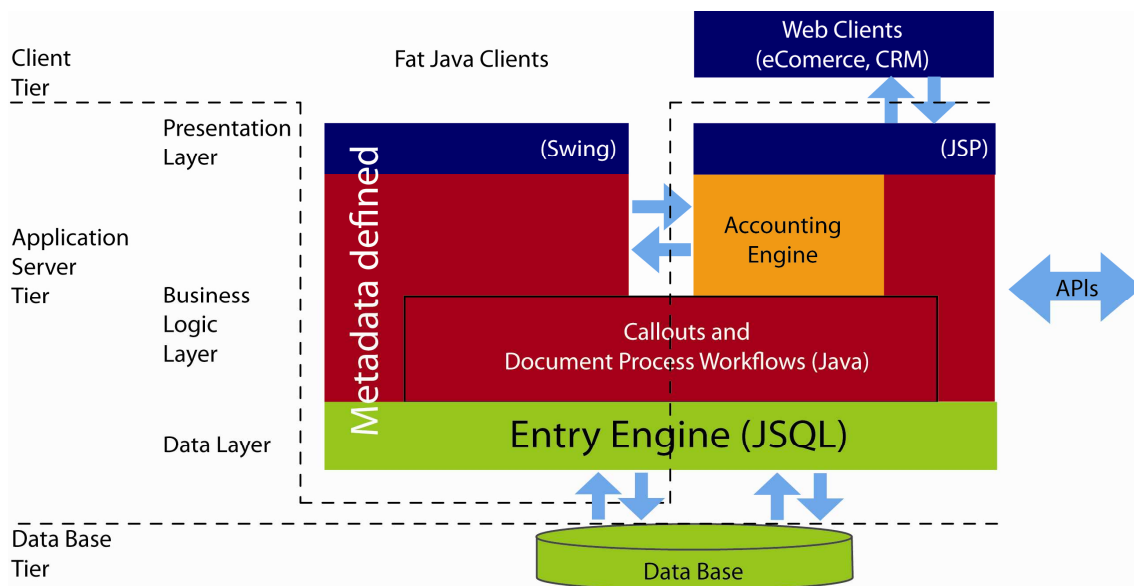 Client
Tier
Fat Java Clients
Web Clients
(eComerce, CRM)
Presentation
Layer
(Swing)
(JSP)
Metadata defined
Application
Server
Tier
Accounting
Engine
APIs
Business
Logic
Layer
Callouts and
Document Process Workflows (Java)
Data Layer
Entry Engine (JSQL)
Data Base
Tier
Data Base